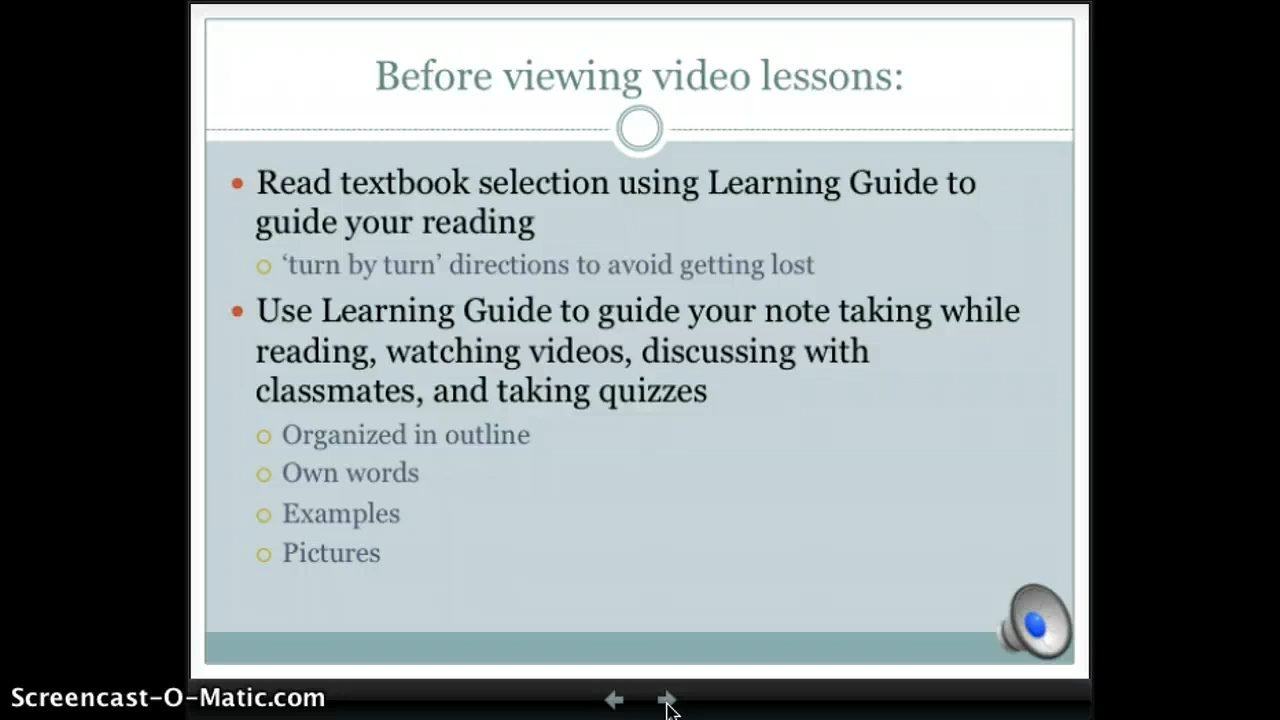 Before viewing video lessons:
• Read textbook selection using Learning Guide to
guide your reading
‘turn by turn’ directions to avoid getting lost
• Use Learning Guide to guide your note taking while
reading, watching videos, discussing with
classmates, and taking quizzes
Organized in outline
Own words
Examples
Pictures
Screencast-O-Matic.com